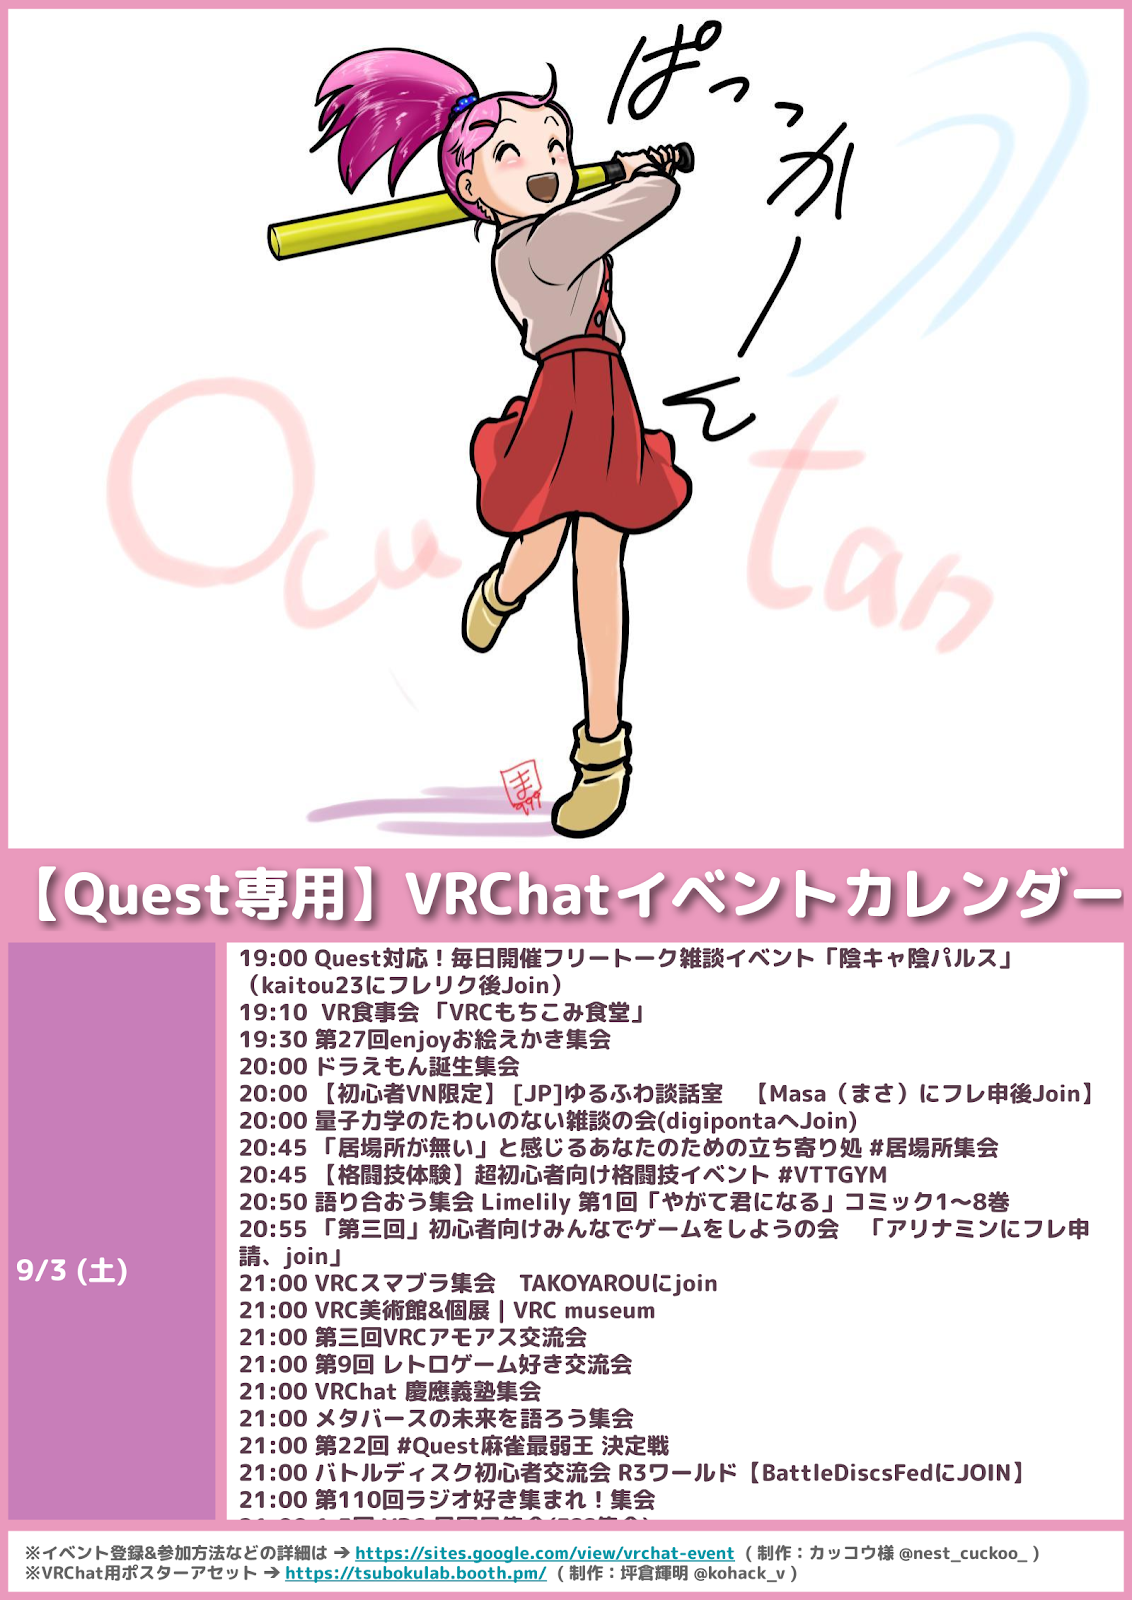 ぱっっかーん
Ocutan
ま
999
【Quest専用】VRChatイベントカレンダー
9/3 (土)
19:00 Quest対応！毎日開催フリートーク雑談イベント「陰キャ陰パルス」
（kaitou23にフレリク後Join）
19:10 VR食事会 「VRCもちこみ食堂」
19:30 第27回enjoyお絵えかき集会
20:00 ドラえもん誕生集会
20:00 【初心者VN限定】 [JP]ゆるふわ談話室　【Masa（まさ）にフレ申後Join】
20:00 量子力学のたわいのない雑談の会(digipontaへJoin)
20:45 「居場所が無い」と感じるあなたのための立ち寄り処 #居場所集会
20:45 【格闘技体験】超初心者向け格闘技イベント #VTTGYM
20:50 語り合おう集会 Limelily 第1回「やがて君になる」コミック1〜8巻
20:55 「第三回」初心者向けみんなでゲームをしようの会　「アリナミンにフレ申
請、join」
21:00 VRCスマブラ集会　TAKOYAROUにjoin
21:00 VRC美術館&個展 | VRC museum
21:00 第三回VRCアモアス交流会
21:00 第9回 レトロゲーム好き交流会
21:00 VRChat 慶應義塾集会
21:00 メタバースの未来を語ろう集会
21:00 第22回 #Quest麻雀最弱王 決定戦
21:00 バトルディスク初心者交流会 R3ワールド【BattleDiscsFedにJOIN】
21:00 第110回ラジオ好き集まれ！集会
※イベント登録&参加方法などの詳細は ➔ https://sites.google.com/view/vrchat-event ( 制作：カッコウ様 @nest_cuckoo_ )
※VRChat用ポスターアセット ➔ https://tsubokulab.booth.pm/ ( 制作：坪倉輝明 @kohack_v )